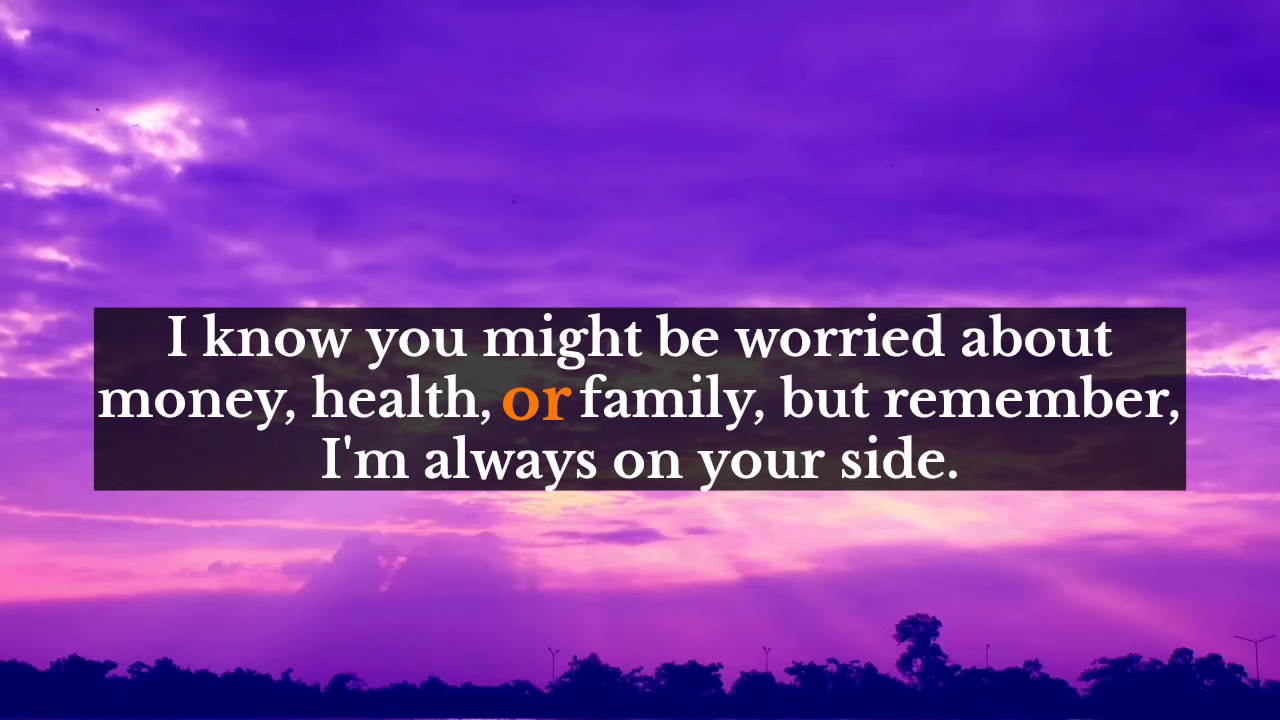 I know you might be worried about
money, health, or family, but remember,
I'm always on your side.